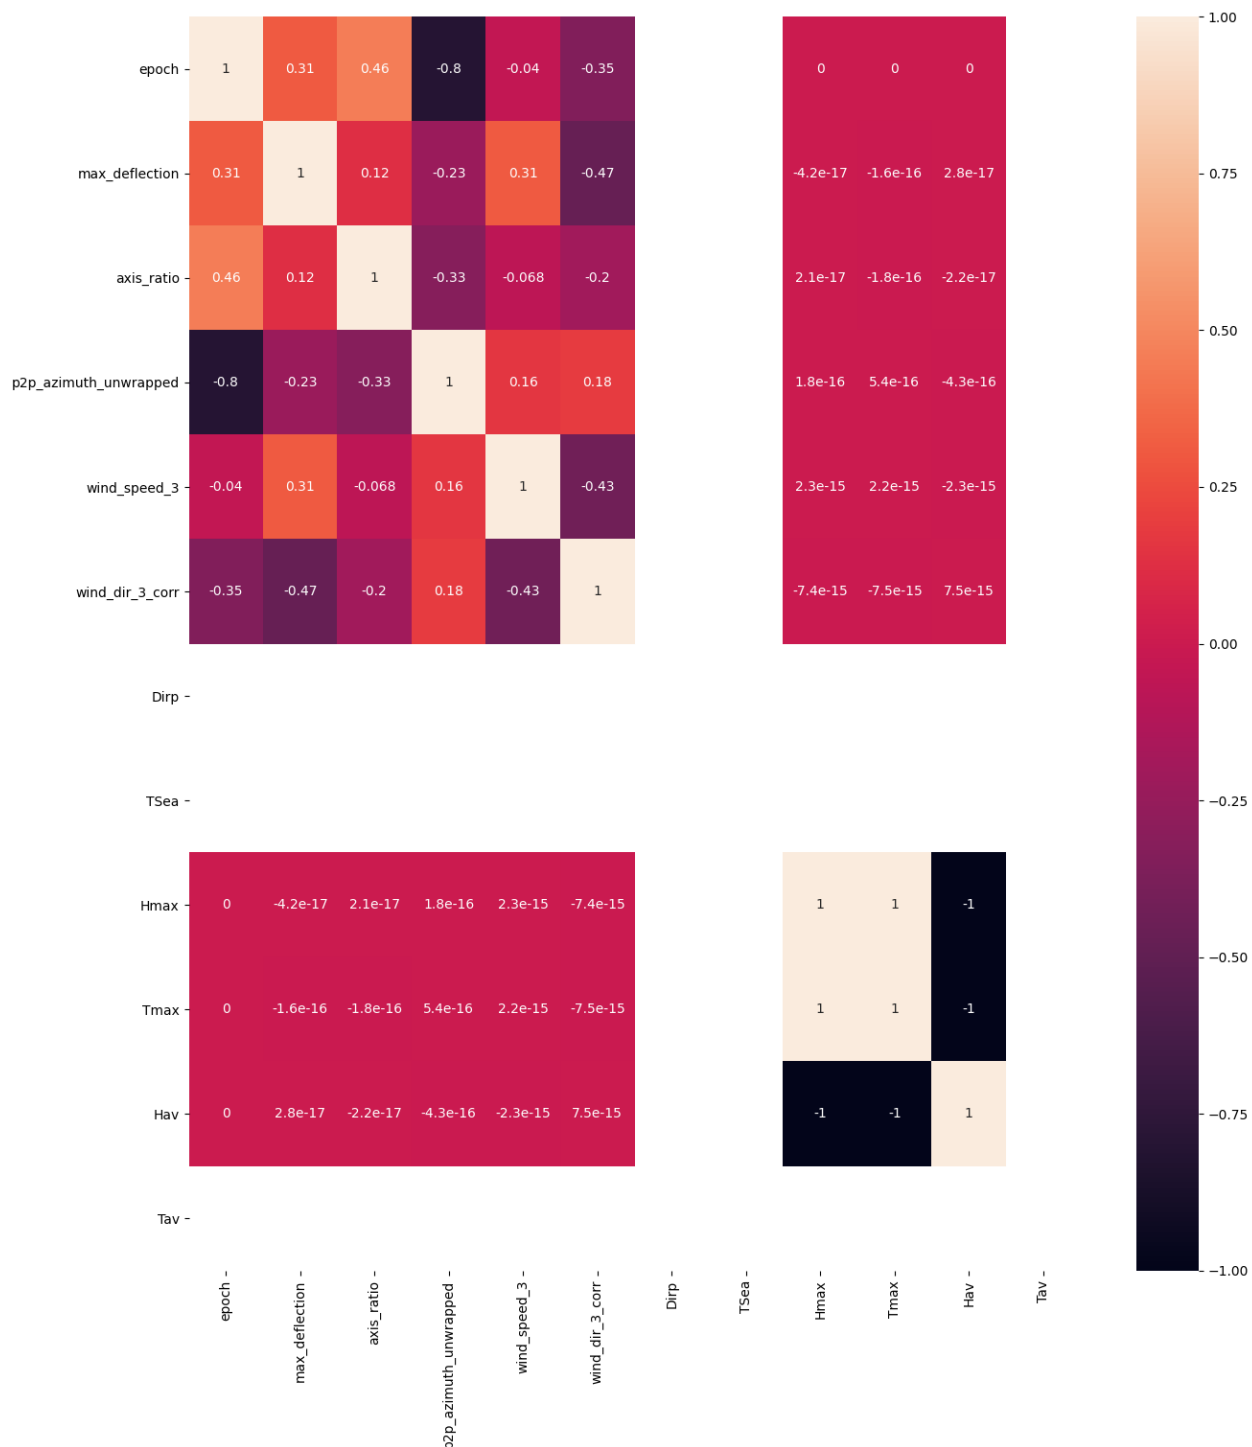 epoch 1 0.31 0.46 -0.8 -0.04 -0.35 0 0 0
max_deflection 0.31 1 0.12 -0.23 0.31 -0.47 -4.2e-17 -1.6e-16 2.8e-17
axis_ratio 0.46 0.12 1 -0.33 -0.068 -0.2 2.1e-17 -1.8e-16 -2.2e-17
p2p_azimuth_unwrapped -0.8 -0.23 -0.33 1 0.16 0.18 1.8e-16 5.4e-16 -4.3e-16
wind_speed_3 -0.04 0.31 -0.068 0.16 1 -0.43 2.3e-15 2.2e-15 -2.3e-15
wind_dir_3_corr -0.35 -0.47 -0.2 0.18 -0.43 1 -7.4e-15 -7.5e-15 7.5e-15
Dirp
TSea
Hmax 0 -4.2e-17 2.1e-17 1.8e-16 2.3e-15 -7.4e-15 1 1 -1
Tmax 0 -1.6e-16 -1.8e-16 5.4e-16 2.2e-15 -7.5e-15 1 1 -1
Hav 0 2.8e-17 -2.2e-17 -4.3e-16 -2.3e-15 7.5e-15 -1 -1 1
Tav
epoch
max_deflection
axis_ratio
p2p_azimuth_unwrapped
wind_speed_3
wind_dir_3_corr
Dirp
TSea
Hmax
Tmax
Hav
Tav
1.00
0.75
0.50
0.25
0.00
−0.25
−0.50
−0.75
−1.00